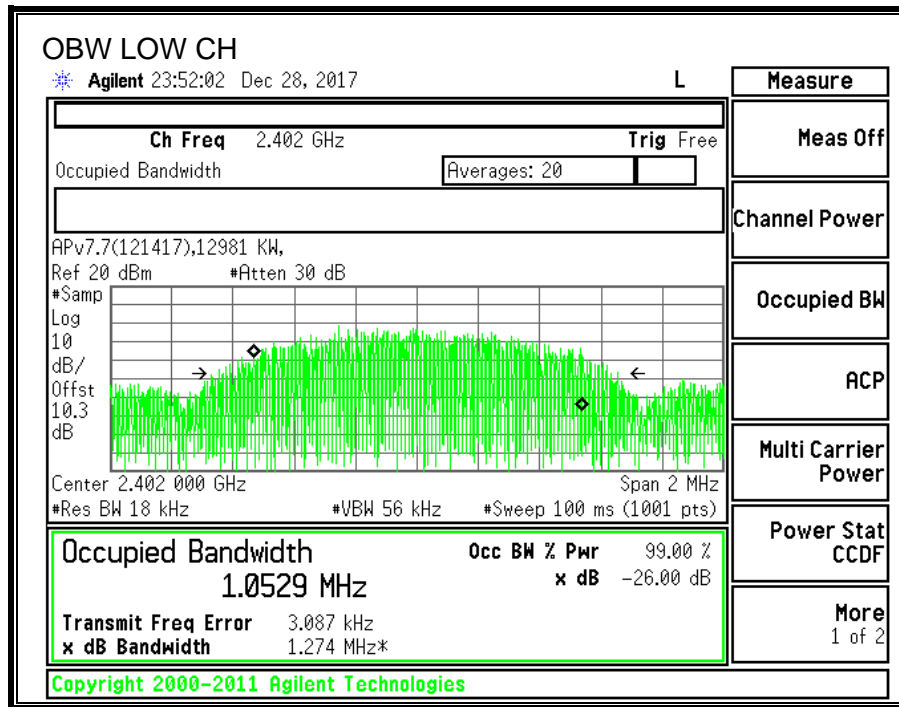 OBW LOW CH
Agilent 23:52:02 Dec 28, 2017 L
Measure
Ch Freq 2.402 GHz Trig Free
Occupied Bandwidth Averages: 20
APv7.7(121417),12981 KW,
Ref 20 dBm #Atten 30 dB
#Samp
Log
10
dB/
Offst
10.3
dB
Center 2.402 000 GHz Span 2 MHz
#Res BW 18 kHz #VBW 56 kHz #Sweep 100 ms (1001 pts)
Occupied Bandwidth Occ BW % Pwr 99.00 %
1.0529 MHz x dB -26.00 dB
Transmit Freq Error 3.087 kHz
x dB Bandwidth 1.274 MHz*
Copyright 2000-2011 Agilent Technologies
Meas Off
Channel Power
Occupied BW
ACP
Multi Carrier
Power
Power Stat
CCDF
More
1 of 2